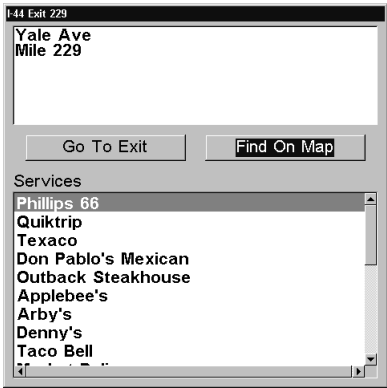 I-44 Exit 229
Yale Ave
Mile 229
Go To Exit
Find On Map
Services
Phillips 66
Quiktrip
Texaco
Don Pablo's Mexican
Outback Steakhouse
Applebee's
Arby's
Denny's
Taco Bell